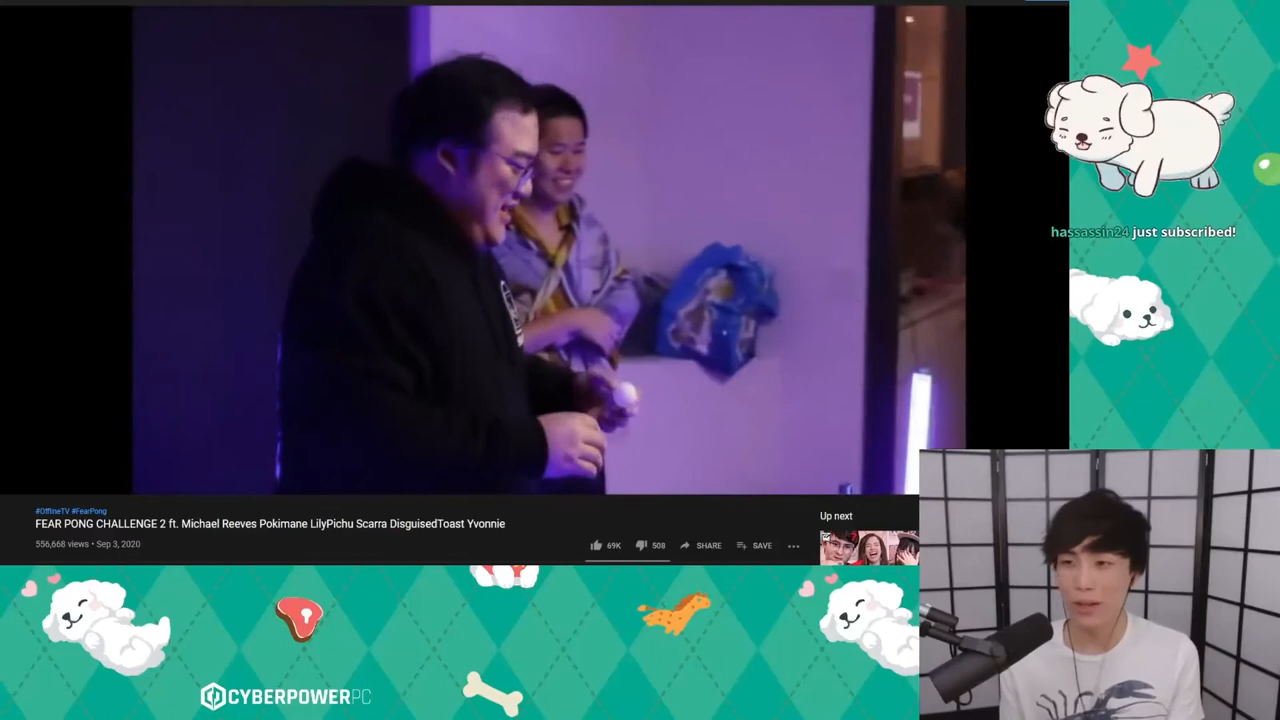 hassassin24 just subscribed!
#OfflineTV #FearPong
FEAR PONG CHALLENGE 2 ft. Michael Reeves Pokimane LilyPichu Scarra DisguisedToast Yvonnie
556,668 views • Sep 3, 2020
69K
508
SHARE
SAVE
Up next
CYBERPOWERPC